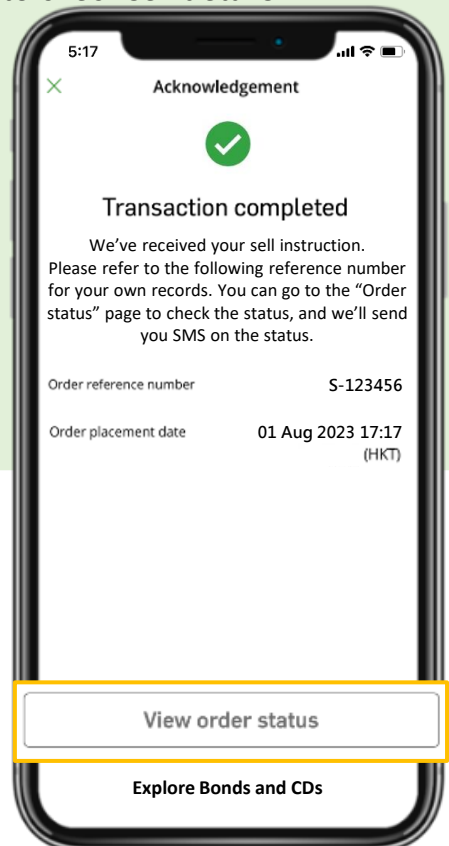 5:17
Acknowledgement
Transaction completed
We’ve received your sell instruction.
Please refer to the following reference number
for your own records. You can go to the “Order
status” page to check the status, and we’ll send
you SMS on the status.
Order reference number S-123456
Order placement date 01 Aug 2023 17:17
(HKT)
View order status
Explore Bonds and CDs